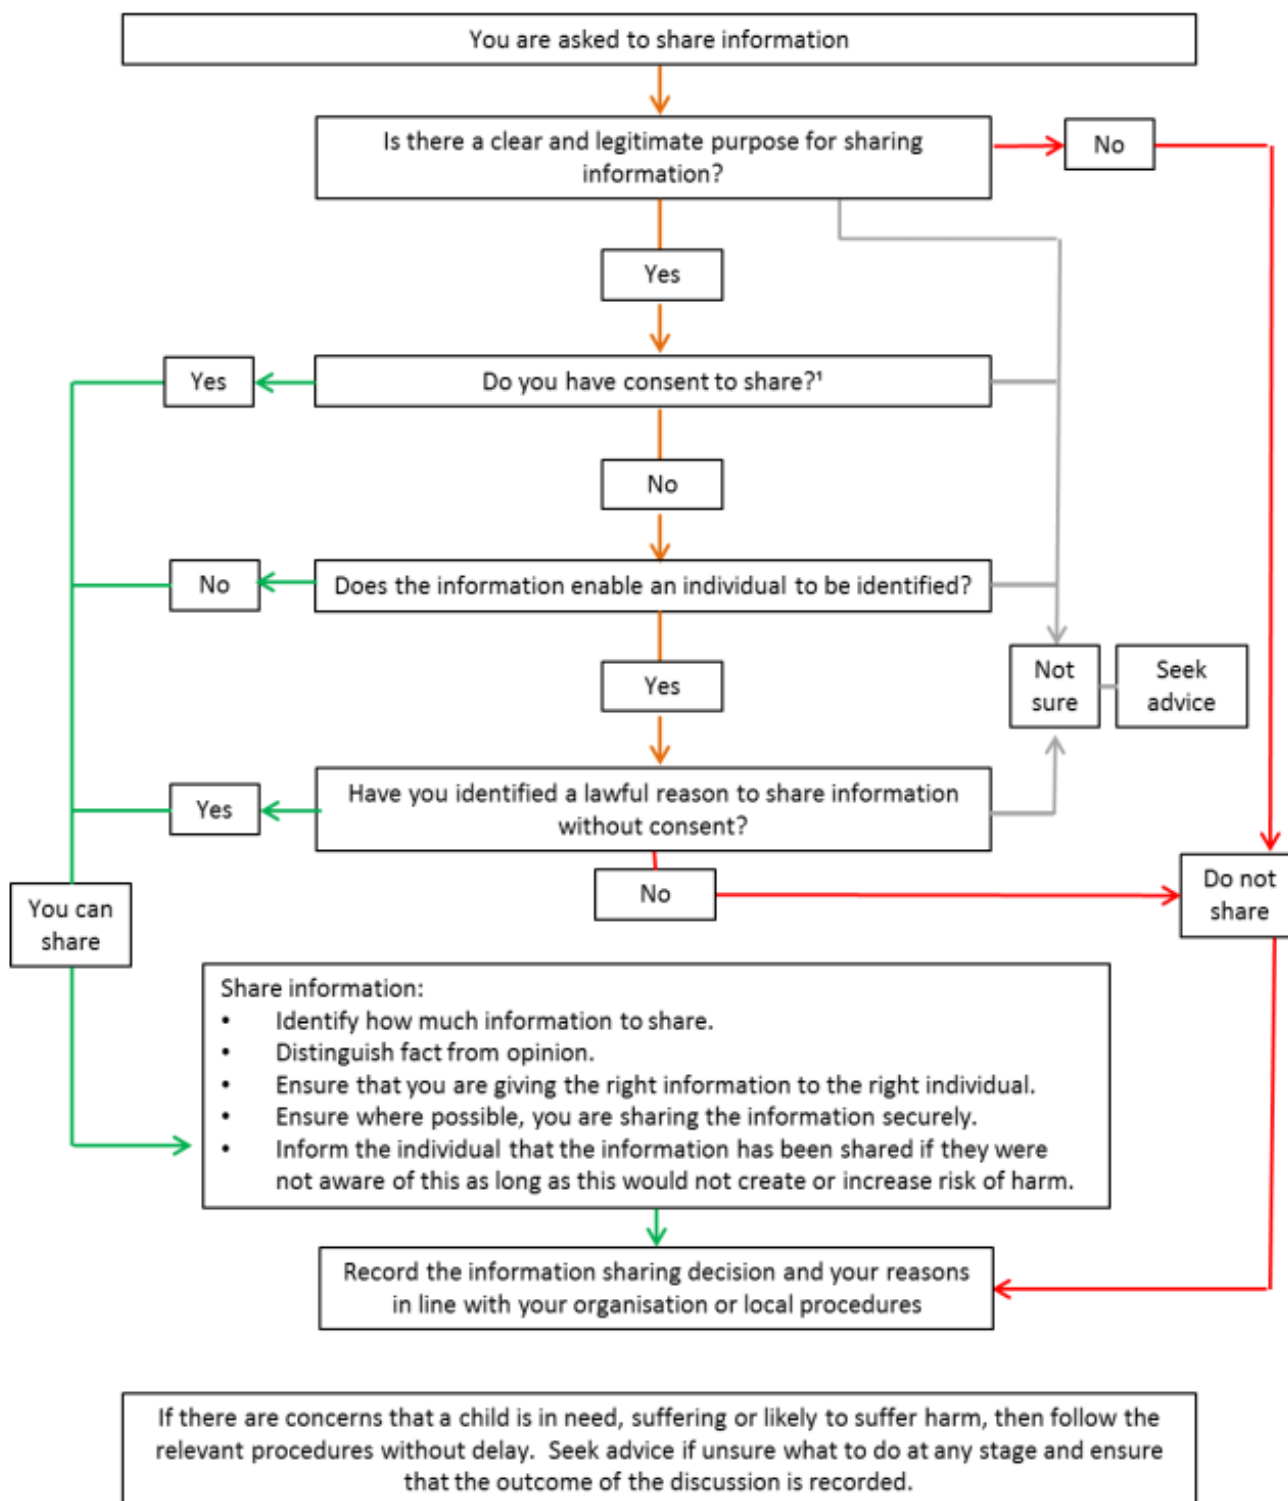 You are asked to share information
Is there a clear and legitimate purpose for sharing
information?
No
Yes
Yes
Do you have consent to share?¹
No
No
Does the information enable an individual to be identified?
Yes
Not
sure
Seek
advice
Yes
Have you identified a lawful reason to share information
without consent?
No
Do not
share
You can
share
Share information:
• Identify how much information to share.
• Distinguish fact from opinion.
• Ensure that you are giving the right information to the right individual.
• Ensure where possible, you are sharing the information securely.
• Inform the individual that the information has been shared if they were
not aware of this as long as this would not create or increase risk of harm.
Record the information sharing decision and your reasons
in line with your organisation or local procedures
If there are concerns that a child is in need, suffering or likely to suffer harm, then follow the
relevant procedures without delay.  Seek advice if unsure what to do at any stage and ensure
that the outcome of the discussion is recorded.